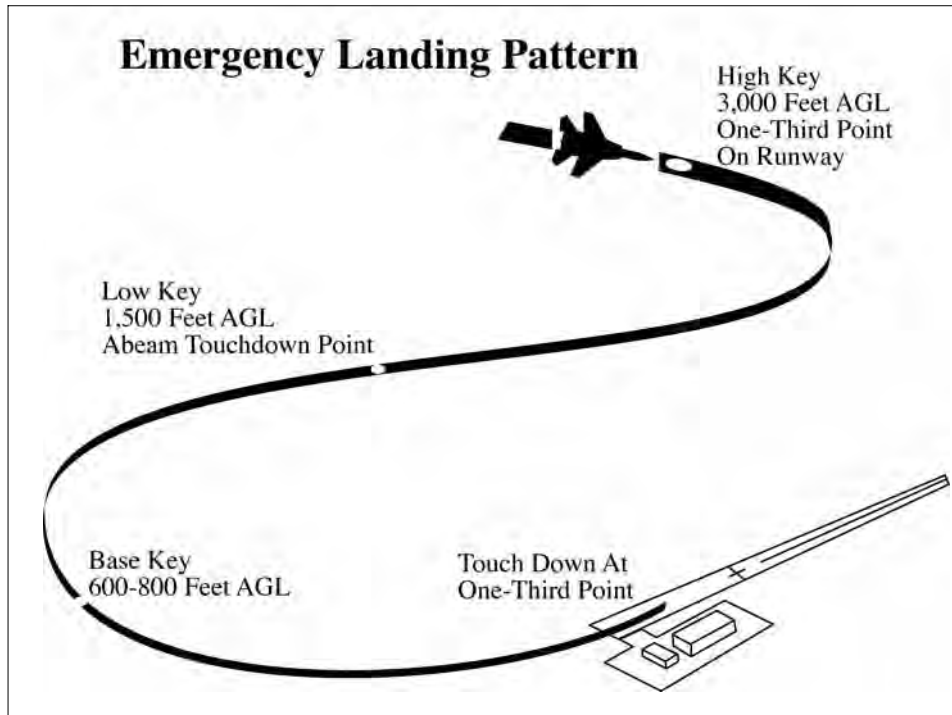 Emergency Landing Pattern
High Key
3,000 Feet AGL
One-Third Point
On Runway
Low Key
1,500 Feet AGL
Abeam Touchdown Point
Base Key
600-800 Feet AGL
Touch Down At
One-Third Point